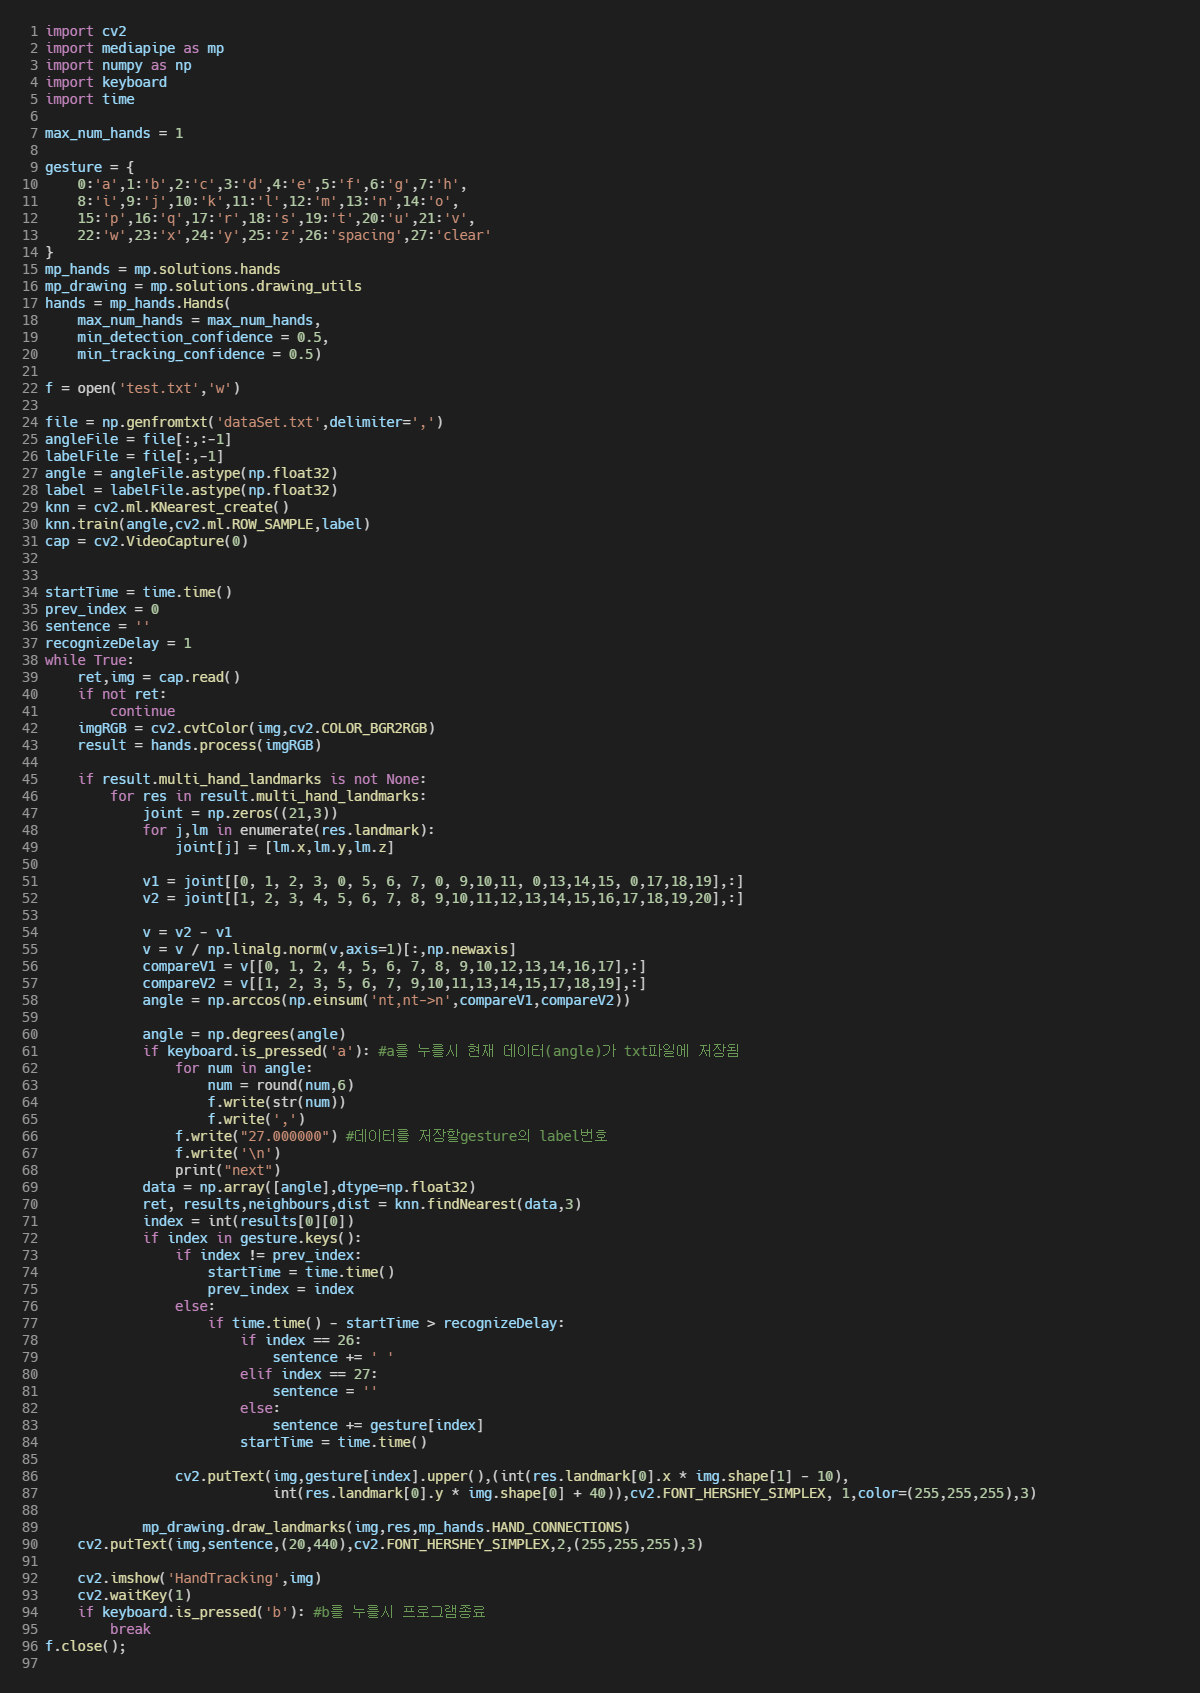 1 import cv2
2 import mediapipe as mp
3 import numpy as np
4 import keyboard
5 import time
6
7 max_num_hands = 1
8
9 gesture = {
10     0:'a',1:'b',2:'c',3:'d',4:'e',5:'f',6:'g',7:'h',
11     8:'i',9:'j',10:'k',11:'l',12:'m',13:'n',14:'o',
12     15:'p',16:'q',17:'r',18:'s',19:'t',20:'u',21:'v',
13     22:'w',23:'x',24:'y',25:'z',26:'spacing',27:'clear'
14 }
15 mp_hands = mp.solutions.hands
16 mp_drawing = mp.solutions.drawing_utils
17 hands = mp_hands.Hands(
18     max_num_hands = max_num_hands,
19     min_detection_confidence = 0.5,
20     min_tracking_confidence = 0.5)
21
22 f = open('test.txt','w')
23
24 file = np.genfromtxt('dataSet.txt',delimiter=',')
25 angleFile = file[:,:-1]
26 labelFile = file[:,-1]
27 angle = angleFile.astype(np.float32)
28 label = labelFile.astype(np.float32)
29 knn = cv2.ml.KNearest_create()
30 knn.train(angle,cv2.ml.ROW_SAMPLE,label)
31 cap = cv2.VideoCapture(0)
32
33
34 startTime = time.time()
35 prev_index = 0
36 sentence = ''
37 recognizeDelay = 1
38 while True:
39     ret,img = cap.read()
40     if not ret:
41         continue
42     imgRGB = cv2.cvtColor(img,cv2.COLOR_BGR2RGB)
43     result = hands.process(imgRGB)
44
45     if result.multi_hand_landmarks is not None:
46         for res in result.multi_hand_landmarks:
47             joint = np.zeros((21,3))
48             for j,lm in enumerate(res.landmark):
49                 joint[j] = [lm.x,lm.y,lm.z]
50
51             v1 = joint[[0, 1, 2, 3, 0, 5, 6, 7, 0, 9,10,11, 0,13,14,15, 0,17,18,19],:]
52             v2 = joint[[1, 2, 3, 4, 5, 6, 7, 8, 9,10,11,12,13,14,15,16,17,18,19,20],:]
53
54             v = v2 - v1
55             v = v / np.linalg.norm(v,axis=1)[:,np.newaxis]
56             compareV1 = v[[0, 1, 2, 4, 5, 6, 7, 8, 9,10,12,13,14,16,17],:]
57             compareV2 = v[[1, 2, 3, 5, 6, 7, 9,10,11,13,14,15,17,18,19],:]
58             angle = np.arccos(np.einsum('nt,nt->n',compareV1,compareV2))
59
60             angle = np.degrees(angle)
61             if keyboard.is_pressed('a'): #a를 누를시 현재 데이터(angle)가 txt파일에 저장됨
62                 for num in angle:
63                     num = round(num,6)
64                     f.write(str(num))
65                     f.write(',')
66                 f.write("27.000000") #데이터를 저장할gesture의 label번호
67                 f.write('\n')
68                 print("next")
69             data = np.array([angle],dtype=np.float32)
70             ret, results,neighbours,dist = knn.findNearest(data,3)
71             index = int(results[0][0])
72             if index in gesture.keys():
73                 if index != prev_index:
74                     startTime = time.time()
75                     prev_index = index
76                 else:
77                     if time.time() - startTime > recognizeDelay:
78                         if index == 26:
79                             sentence += ' '
80                         elif index == 27:
81                             sentence = ''
82                         else:
83                             sentence += gesture[index]
84                         startTime = time.time()
85
86                 cv2.putText(img,gesture[index].upper(),(int(res.landmark[0].x * img.shape[1] - 10),
87                             int(res.landmark[0].y * img.shape[0] + 40)),cv2.FONT_HERSHEY_SIMPLEX, 1,color=(255,255,255),3)
88
89             mp_drawing.draw_landmarks(img,res,mp_hands.HAND_CONNECTIONS)
90     cv2.putText(img,sentence,(20,440),cv2.FONT_HERSHEY_SIMPLEX,2,(255,255,255),3)
91
92     cv2.imshow('HandTracking',img)
93     cv2.waitKey(1)
94     if keyboard.is_pressed('b'): #b를 누를시 프로그램종료
95         break
96 f.close();
97